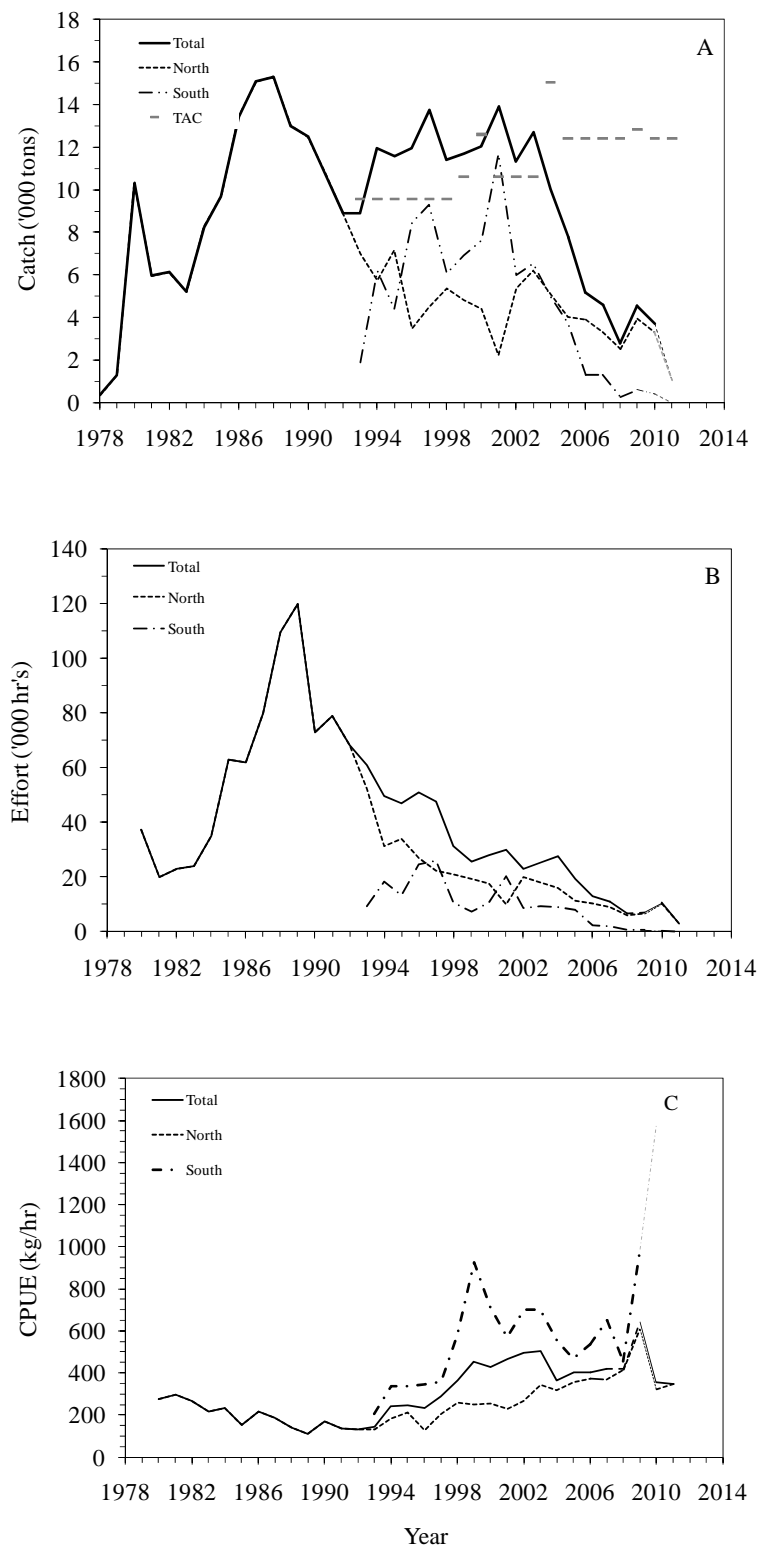 18
16
14
12
10
8
6
4
2
0
Catch ('000 tons)
Total
North
South
TAC
A
1978 1982 1986 1990 1994 1998 2002 2006 2010 2014
140
120
100
80
60
40
20
0
Effort ('000 hr's)
Total
North
South
B
1978 1982 1986 1990 1994 1998 2002 2006 2010 2014
1800
1600
1400
1200
1000
800
600
400
200
0
CPUE (kg/hr)
Total
North
South
C
1978 1982 1986 1990 1994 1998 2002 2006 2010 2014
Year